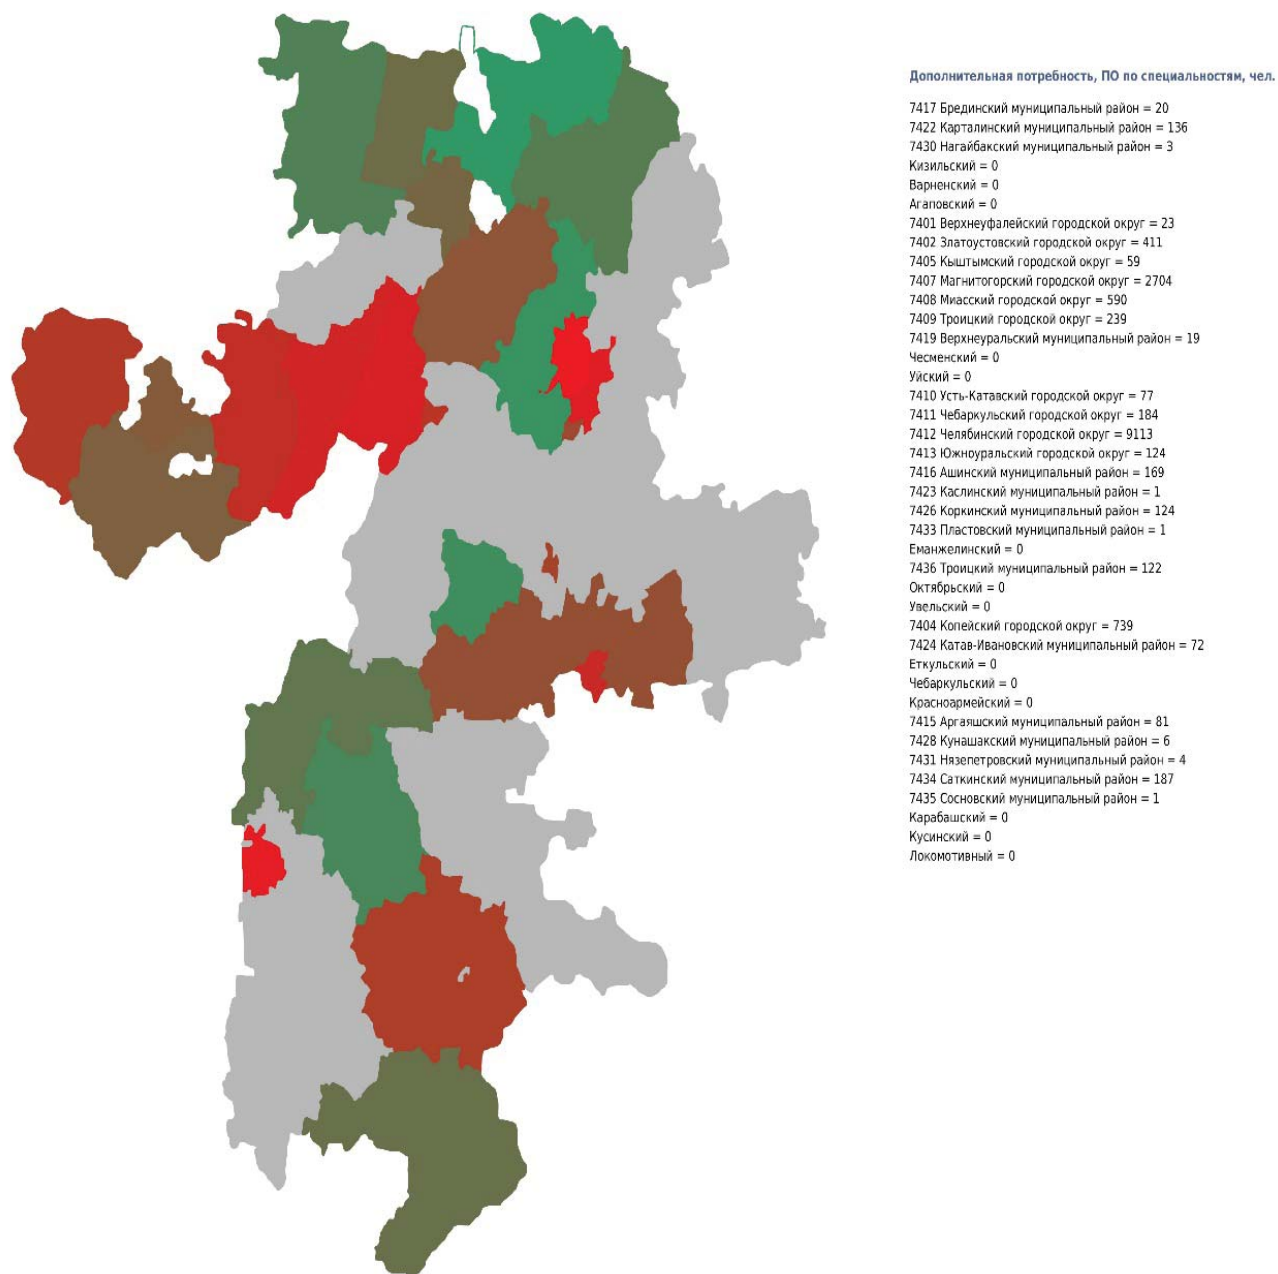 Дополнительная потребность, ПО по специальностям, чел.
7417 Брединский муниципальный район = 20
7422 Карталинский муниципальный район = 136
7430 Нагайбакский муниципальный район = 3
Кизильский = 0
Варненский = 0
Агаповский = 0
7401 Верхнеуфалейский городской округ = 23
7402 Златоустовский городской округ = 411
7405 Кыштымский городской округ = 59
7407 Магнитогорский городской округ = 2704
7408 Миасский городской округ = 590
7409 Троицкий городской округ = 239
7419 Верхнеуральский муниципальный район = 19
Чесменский = 0
Уйский = 0
7410 Усть-Катавский городской округ = 77
7411 Чебаркульский городской округ = 184
7412 Челябинский городской округ = 9113
7413 Южноуральский городской округ = 124
7416 Ашинский муниципальный район = 169
7423 Каслинский муниципальный район = 1
7426 Коркинский муниципальный район = 124
7433 Пластовский муниципальный район = 1
Еманжелинский = 0
7436 Троицкий муниципальный район = 122
Октябрьский = 0
Увельский = 0
7404 Копейский городской округ = 739
7424 Катав-Ивановский муниципальный район = 72
Еткульский = 0
Чебаркульский = 0
Красноармейский = 0
7415 Аргаяшский муниципальный район = 81
7428 Кунашакский муниципальный район = 6
7431 Нязепетровский муниципальный район = 4
7434 Саткинский муниципальный район = 187
7435 Сосновский муниципальный район = 1
Карабашский = 0
Кусинский = 0
Локомотивный = 0